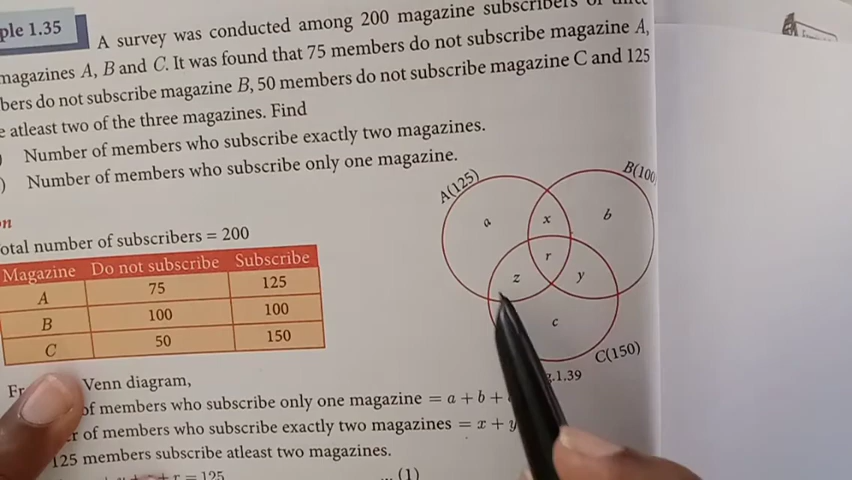 ple 1.35
A survey was conducted among 200 magazine subscribers of three
magazines A, B and C. It was found that 75 members do not subscribe magazine A,
bers do not subscribe magazine B, 50 members do not subscribe magazine C and 125
e atleast two of the three magazines. Find
) Number of members who subscribe exactly two magazines.
) Number of members who subscribe only one magazine.
on
otal number of subscribers = 200
Magazine Do not subscribe Subscribe
A 75 125
B 100 100
C 50 150
A(125)
B(100
a x b
r
z y
c
C(150)
.1.39
Fr Venn diagram,
of members who subscribe only one magazine = a + b +
r of members who subscribe exactly two magazines = x + y
125 members subscribe atleast two magazines.
+ r = 125 ... (1)